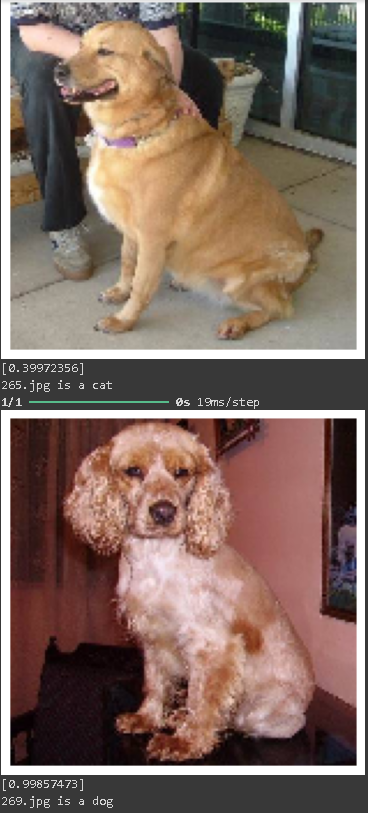 [0.39972356]
265.jpg is a cat
1/1 0s 19ms/step
[0.99857473]
269.jpg is a dog